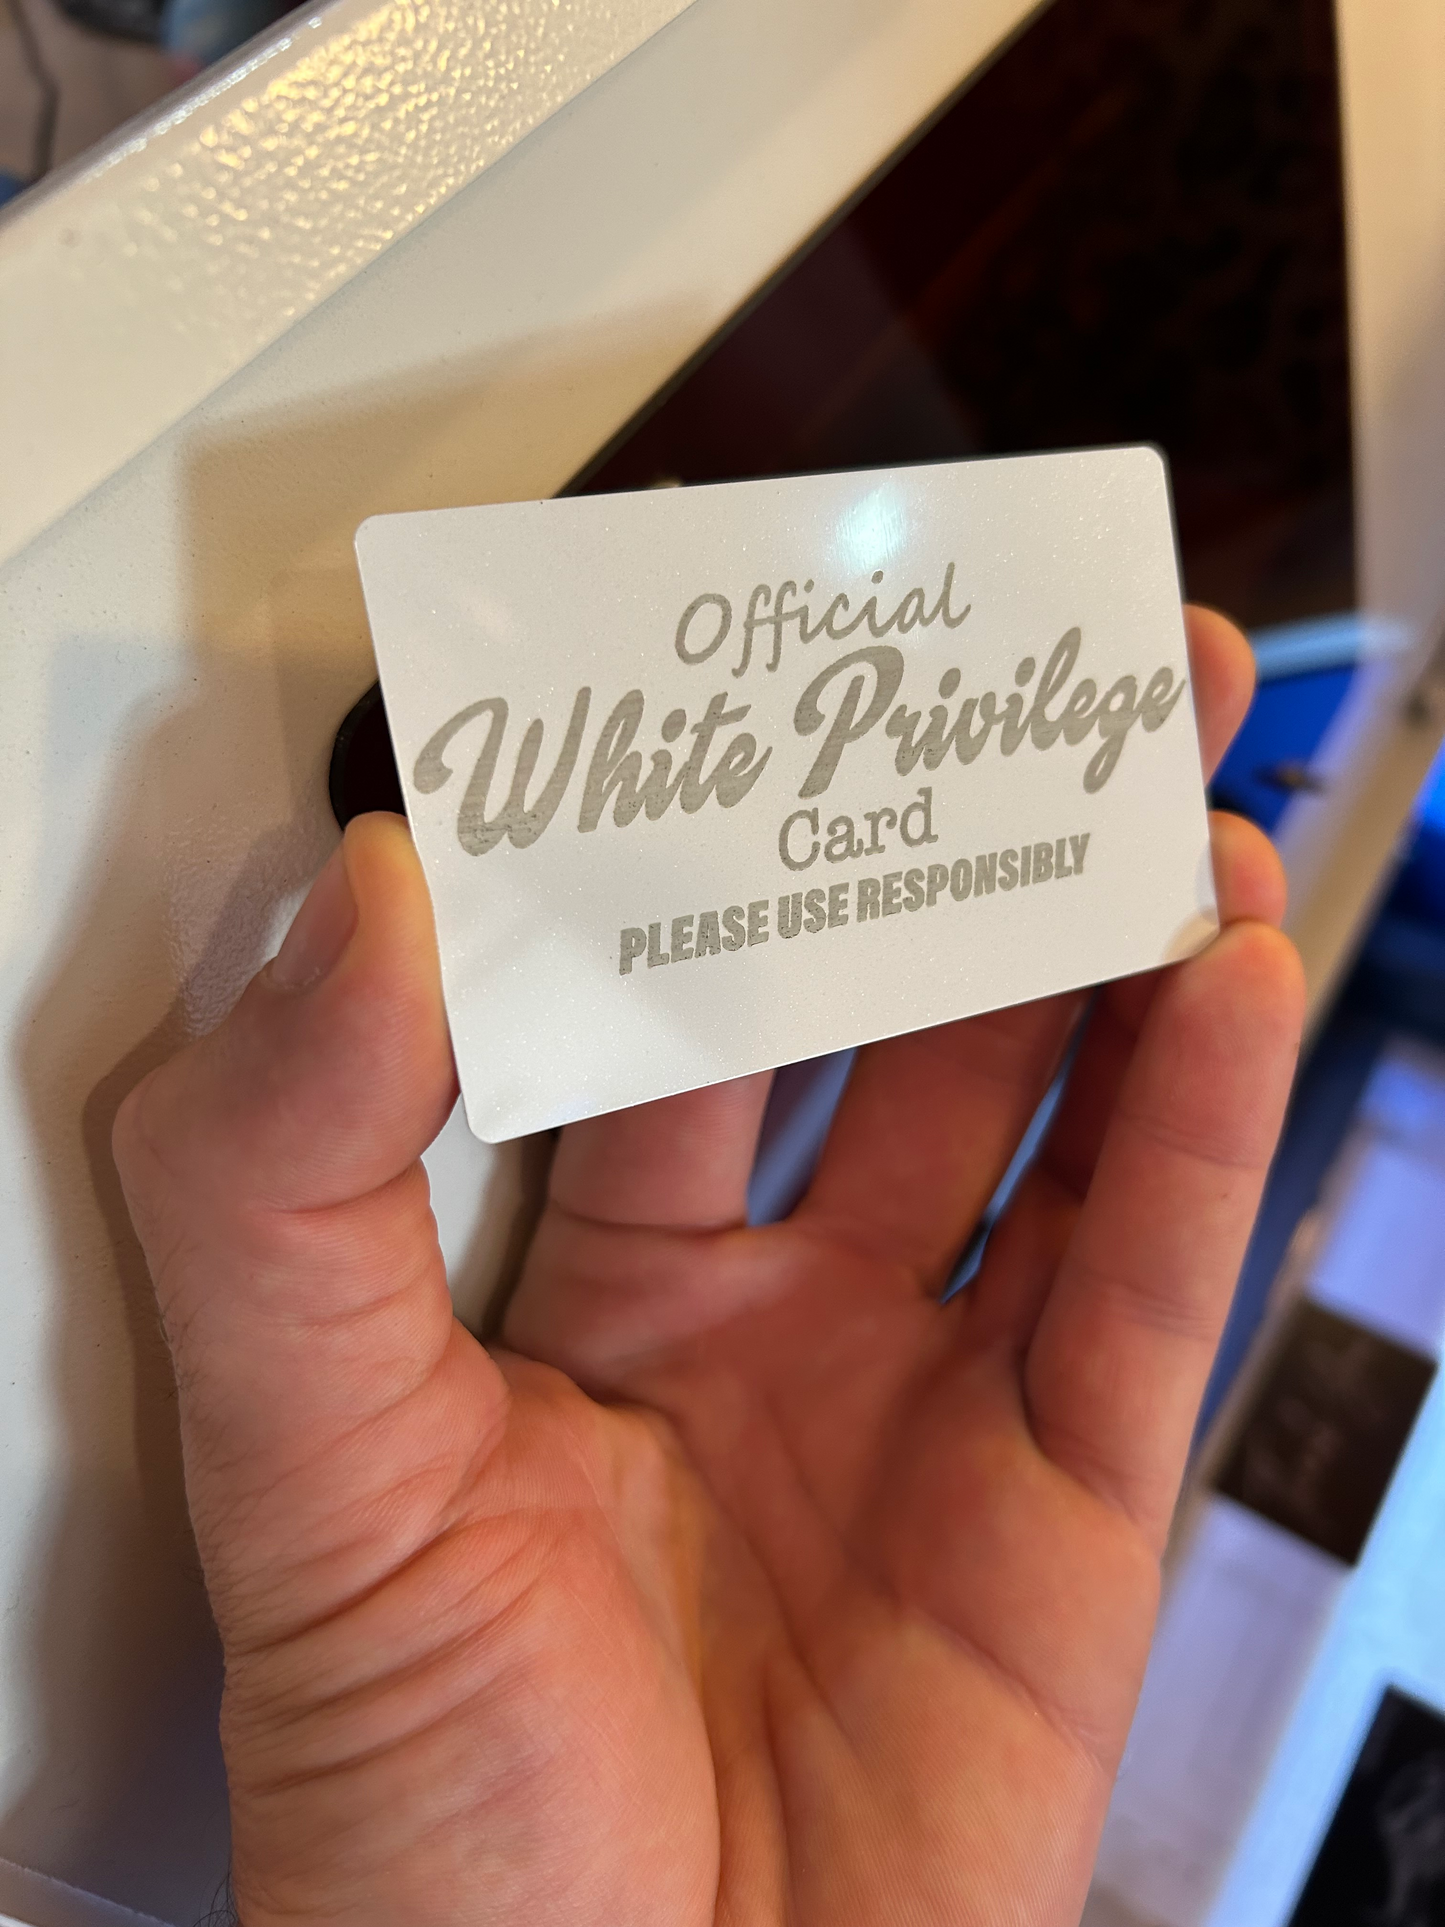 Official
White Privilege
Card
PLEASE USE RESPONSIBLY